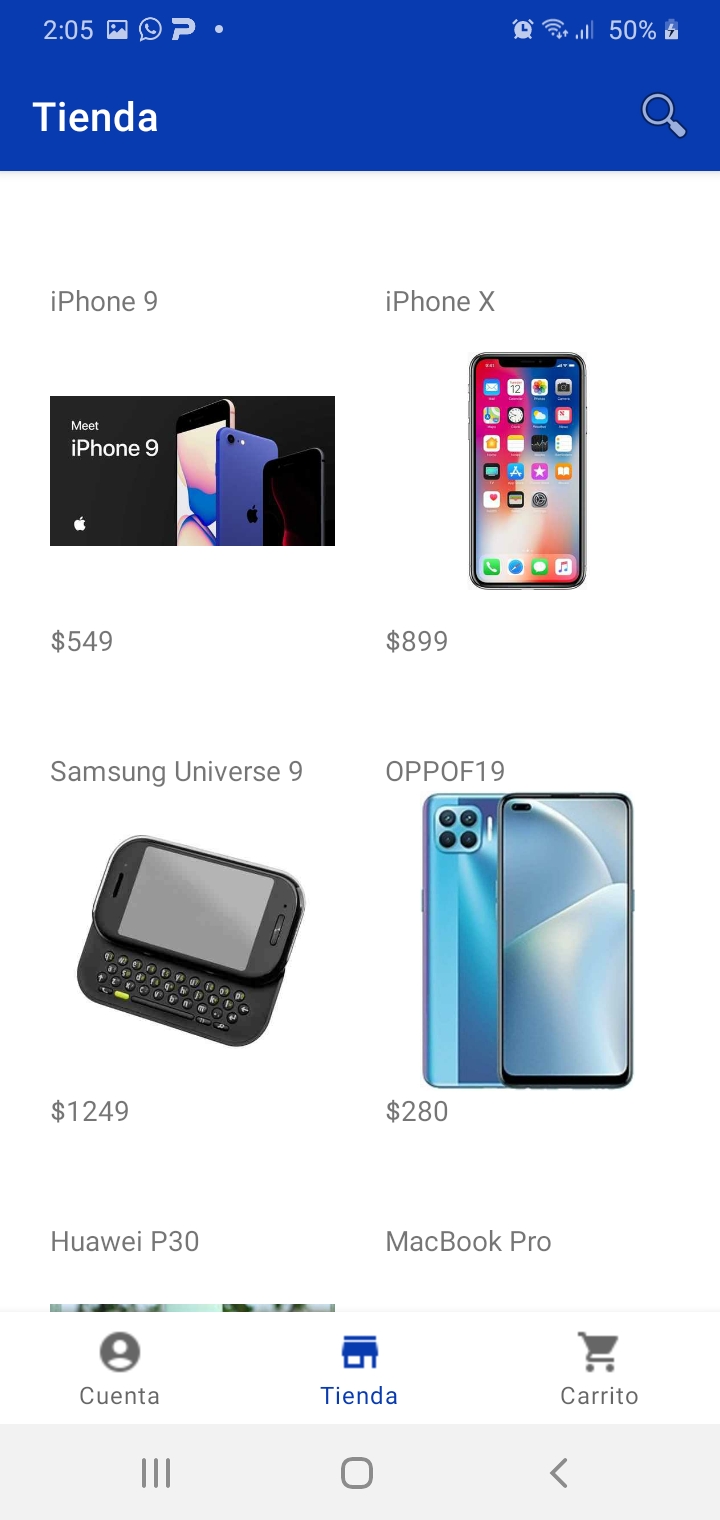 2:05
50%
Tienda
iPhone 9
iPhone X
Meet
iPhone 9
$549
$899
Samsung Universe 9
OPPOF19
$1249
$280
Huawei P30
MacBook Pro
Cuenta
Tienda
Carrito